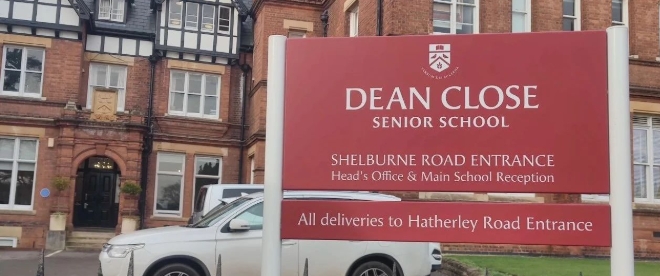 DEAN CLOSE
SENIOR SCHOOL
SHELBURNE ROAD ENTRANCE
Head's Office & Main School Reception
All deliveries to Hatherley Road Entrance